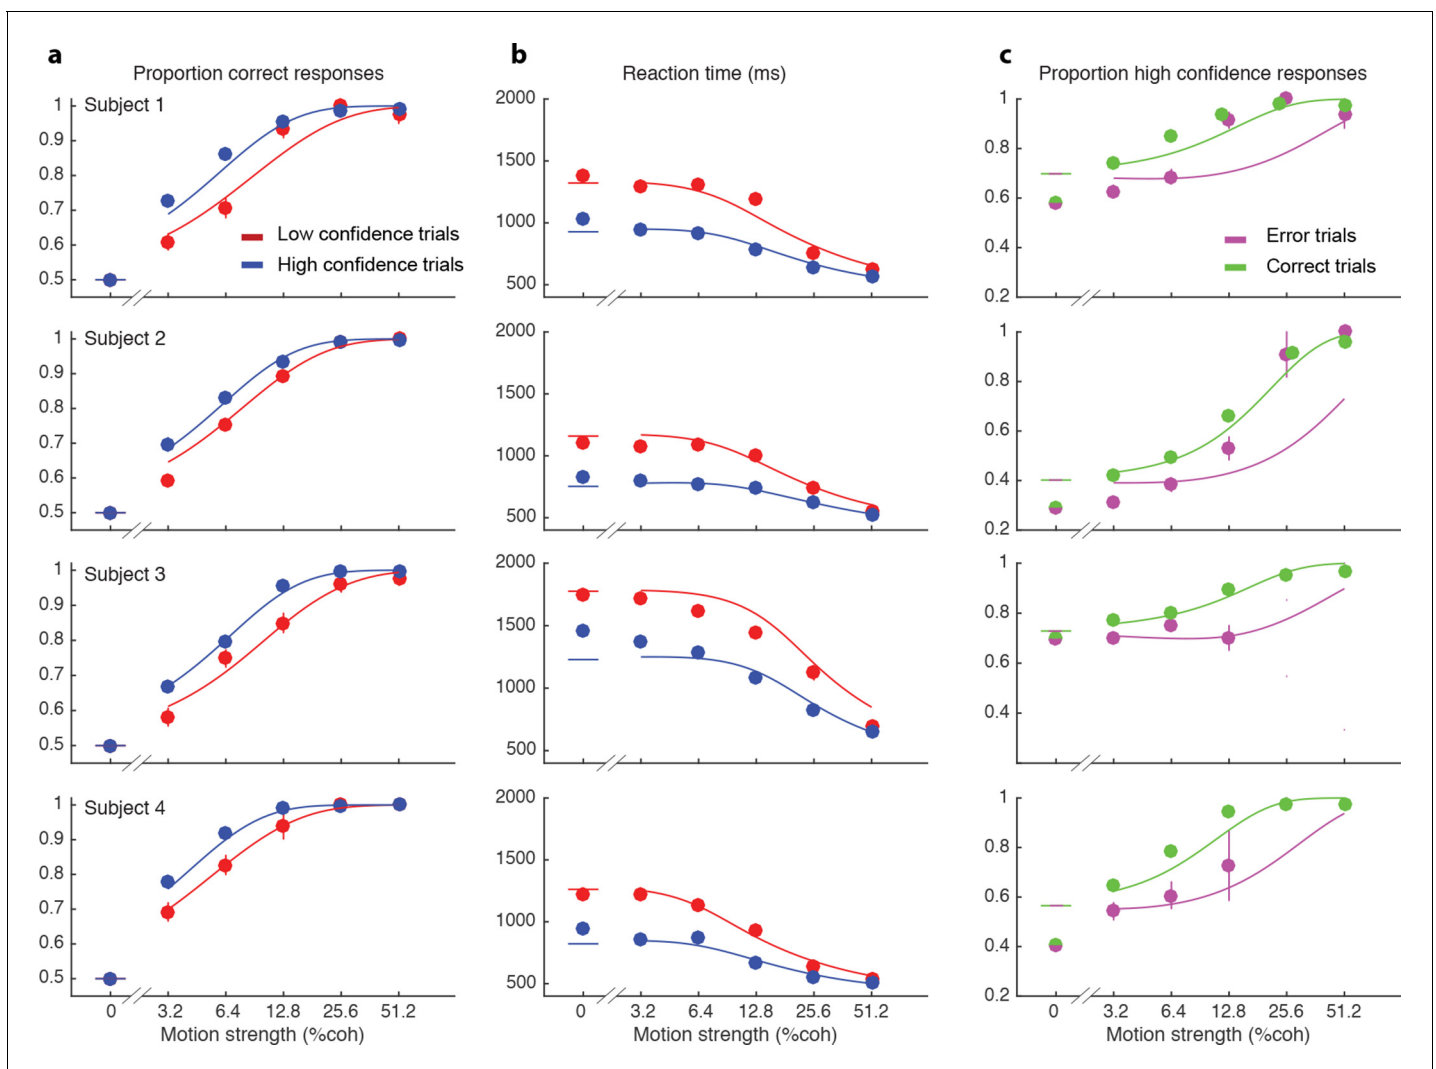 a
Proportion correct responses
b
Reaction time (ms)
c
Proportion high confidence responses
Subject 1
1
0.9
0.8
0.7
0.6
0.5
Low confidence trials
High confidence trials
2000
1500
1000
500
1
0.8
0.6
0.4
0.2
Error trials
Correct trials
Subject 2
1
0.9
0.8
0.7
0.6
0.5
2000
1500
1000
500
1
0.8
0.6
0.4
0.2
Subject 3
1
0.9
0.8
0.7
0.6
0.5
2000
1500
1000
500
1
0.8
0.6
0.4
Subject 4
1
0.9
0.8
0.7
0.6
0.5
0 3.2 6.4 12.8 25.6 51.2
Motion strength (%coh)
2000
1500
1000
500
0 3.2 6.4 12.8 25.6 51.2
Motion strength (%coh)
1
0.8
0.6
0.4
0.2
0 3.2 6.4 12.8 25.6 51.2
Motion strength (%coh)